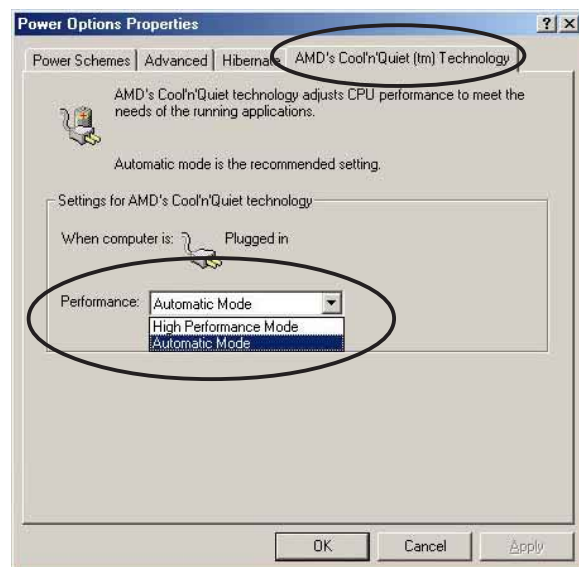 Power Options Properties
? ×
Power Schemes Advanced Hibernate AMD's Cool'n'Quiet (tm) Technology
AMD's Cool'n'Quiet technology adjusts CPU performance to meet the
needs of the running applications.
Automatic mode is the recommended setting.
Settings for AMD's Cool'n'Quiet technology
When computer is: Plugged in
Performance: Automatic Mode
High Performance Mode
Automatic Mode
OK Cancel Apply